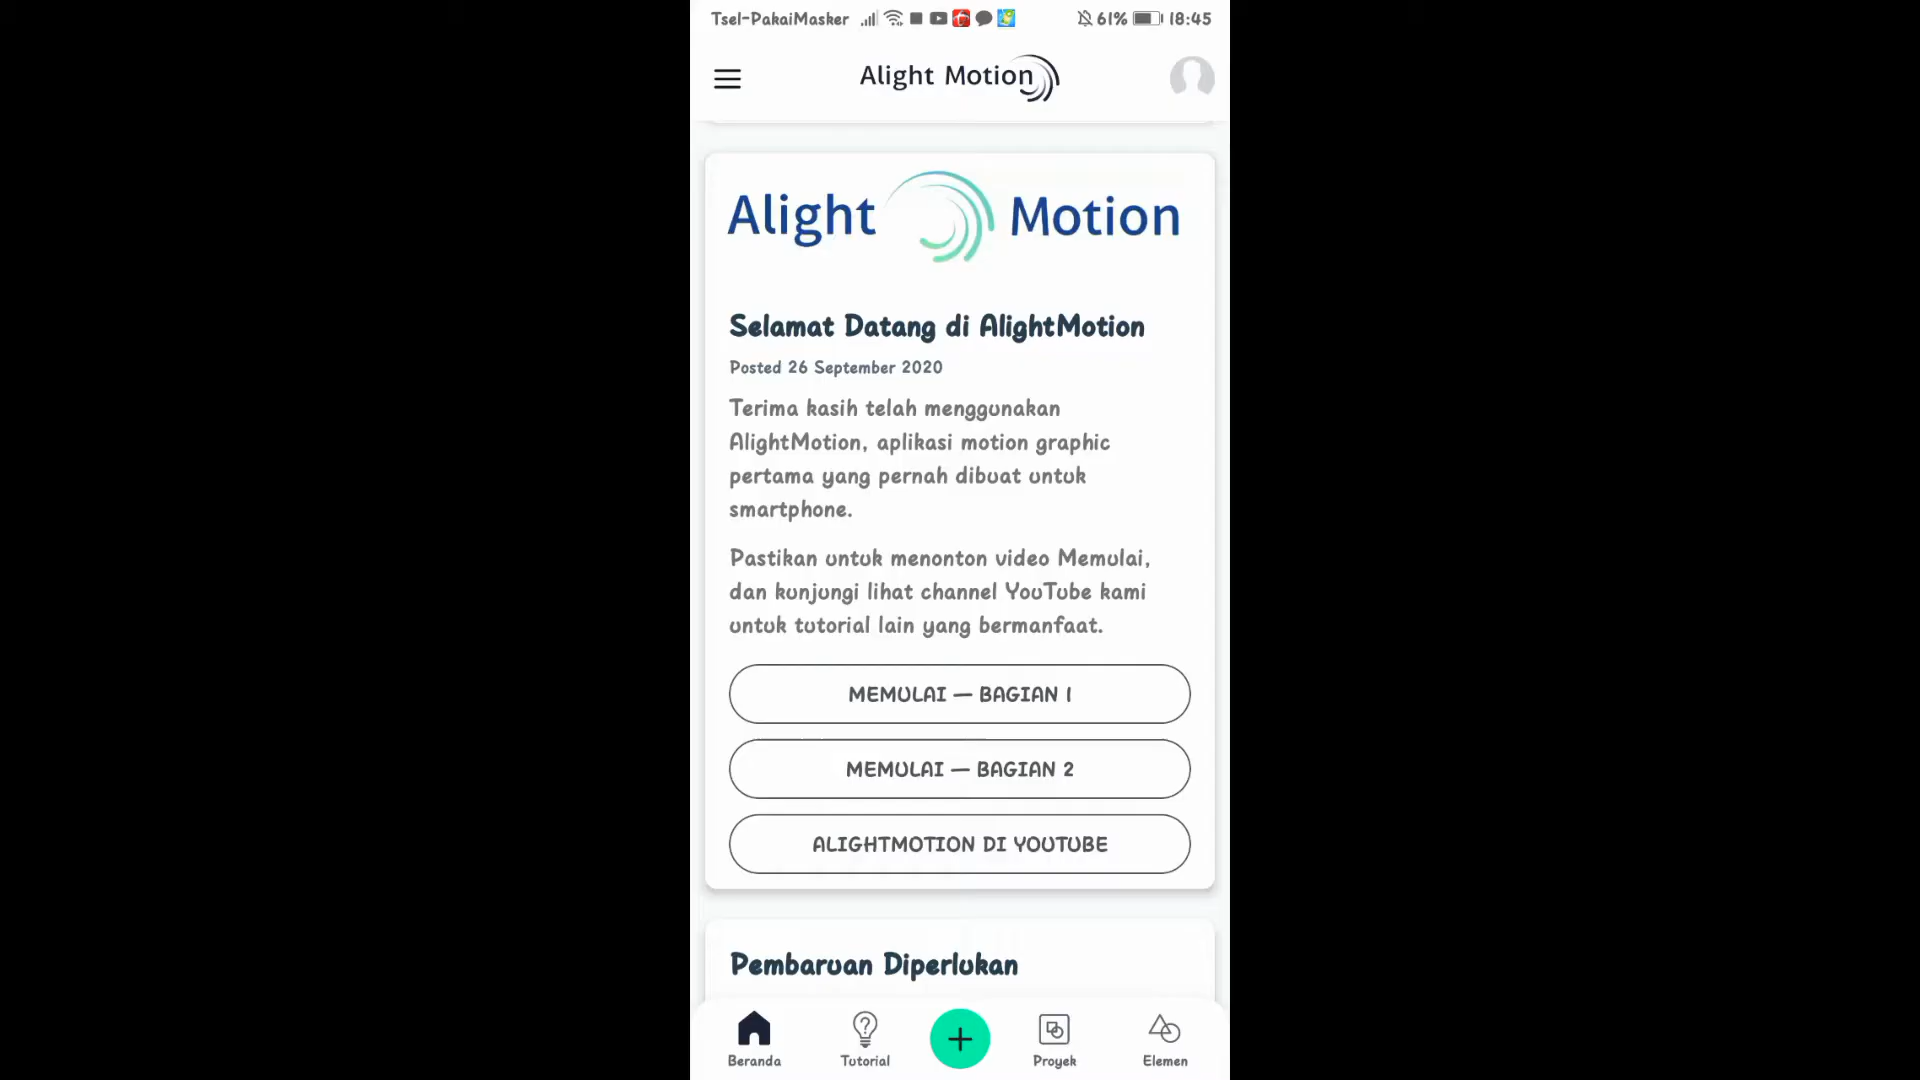 Tsel-PakaiMasker 61% 18:45
Alight Motion
Alight Motion
Selamat Datang di AlightMotion
Posted 26 September 2020
Terima kasih telah menggunakan
AlightMotion, aplikasi motion graphic
pertama yang pernah dibuat untuk
smartphone.
Pastikan untuk menonton video Memulai,
dan kunjungi lihat channel YouTube kami
untuk tutorial lain yang bermanfaat.
MEMULAI — BAGIAN 1
MEMULAI — BAGIAN 2
ALIGHTMOTION DI YOUTUBE
Pembaruan Diperlukan
Beranda Tutorial Proyek Elemen